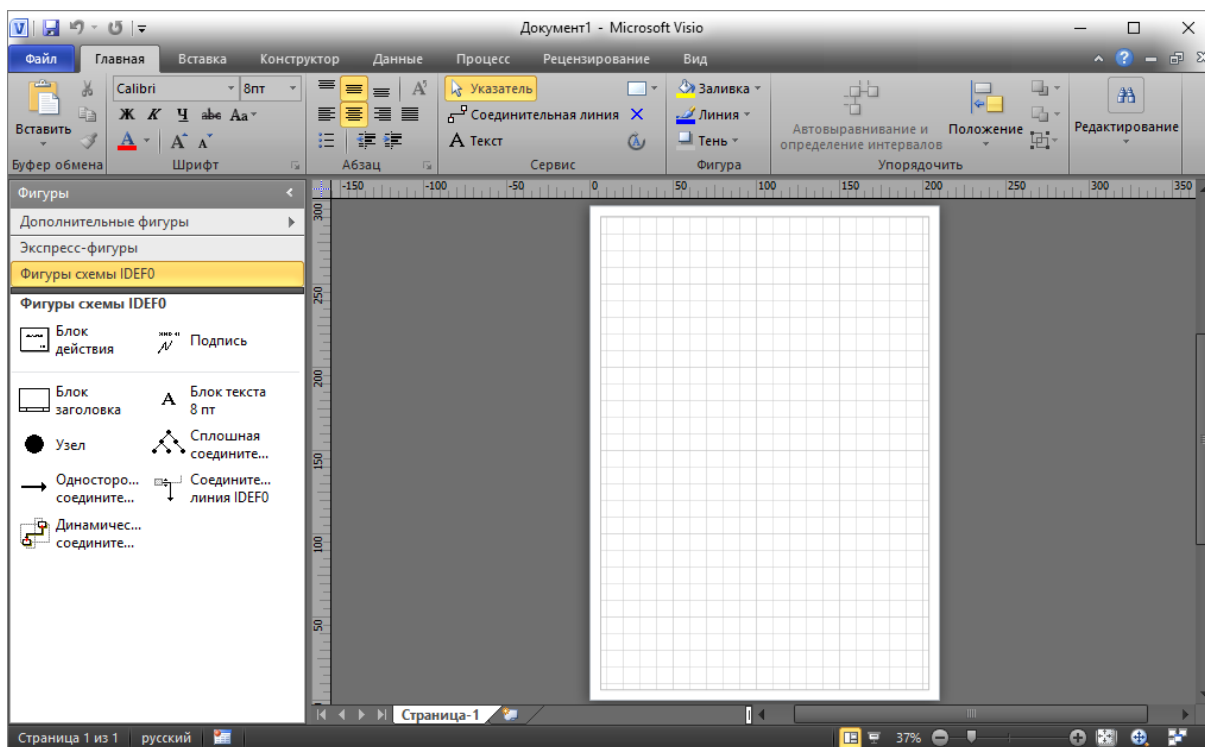 Документ1 - Microsoft Visio
Файл Главная Вставка Конструктор Данные Процесс Рецензирование Вид
Calibri 8пт Указатель Заливка
Ж К Ч abc Aa Соединительная линия Линия Автовыравнивание и определение интервалов Положение Редактирование
Вставить А А А А Текст Тень
Буфер обмена Шрифт Абзац Сервис Фигура Упорядочить
Фигуры
-150 -100 -50 0 50 100 150 200 250 300 350
Дополнительные фигуры
Экспресс-фигуры
Фигуры схемы IDEF0
Фигуры схемы IDEF0
Блок действия
Подпись
Блок заголовка
А Блок текста 8 пт
Узел
Сплошная соедините...
Односторо... соедините...
Соедините... линия IDEF0
Динамичес... соедините...
300
250
200
150
100
50
Страница-1
Страница 1 из 1 русский 37%